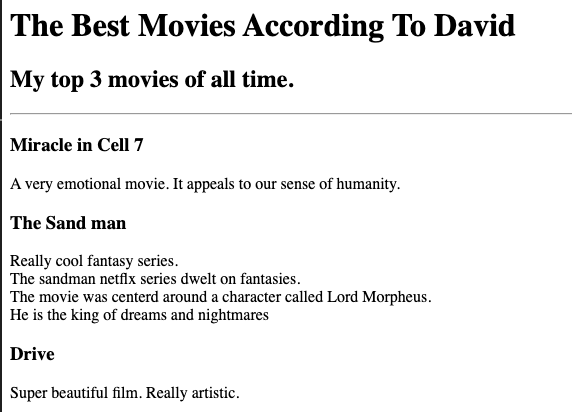 The Best Movies According To David
My top 3 movies of all time.
Miracle in Cell 7
A very emotional movie. It appeals to our sense of humanity.
The Sand man
Really cool fantasy series.
The sandman netflx series dwelt on fantasies.
The movie was centerd around a character called Lord Morpheus.
He is the king of dreams and nightmares
Drive
Super beautiful film. Really artistic.